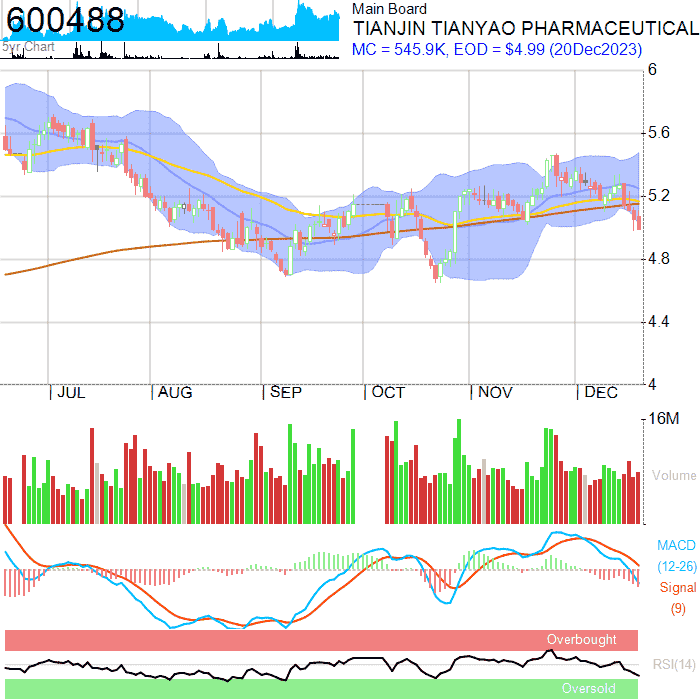 600488
5yr Chart
Main Board
TIANJIN TIANYAO PHARMACEUTICAL
MC = 545.9K, EOD = $4.99 (20Dec2023)
6
5.6
5.2
4.8
4.4
4
JUL AUG SEP OCT NOV DEC
16M
Volume
MACD
(12-26)
Signal
(9)
Overbought
RSI(14)
Oversold